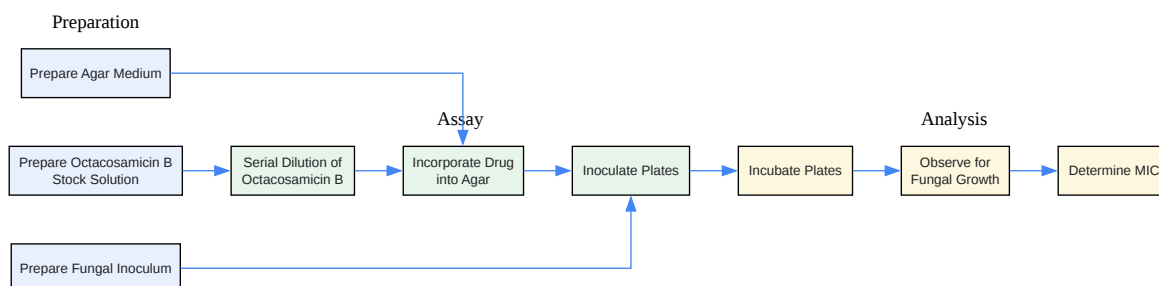 Preparation
Prepare Agar Medium
Assay
Analysis
Prepare Octacosamicin B
Stock Solution
Serial Dilution of
Octacosamicin B
Incorporate Drug
into Agar
Inoculate Plates
Incubate Plates
Observe for
Fungal Growth
Determine MIC
Prepare Fungal Inoculum